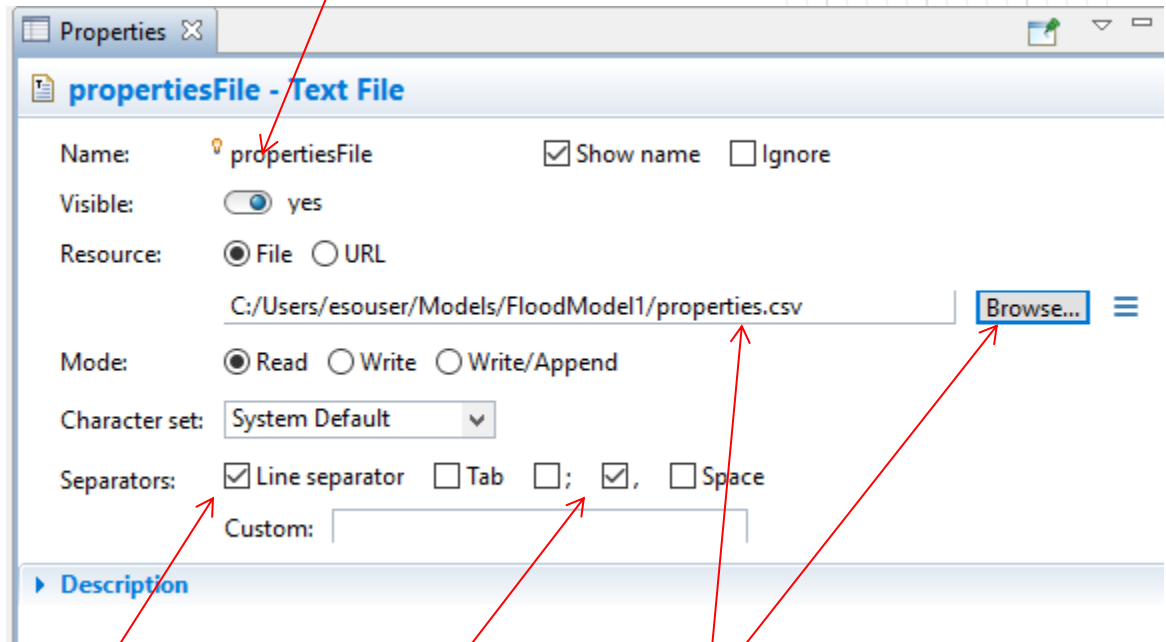 Properties
propertiesFile - Text File
Name: propertiesFile Show name Ignore
Visible: yes
Resource: File URL
C:/Users/esouser/Models/FloodModel1/properties.csv Browse...
Mode: Read Write Write/Append
Character set: System Default
Separators: Line separator Tab ; , Space
Custom:
Description